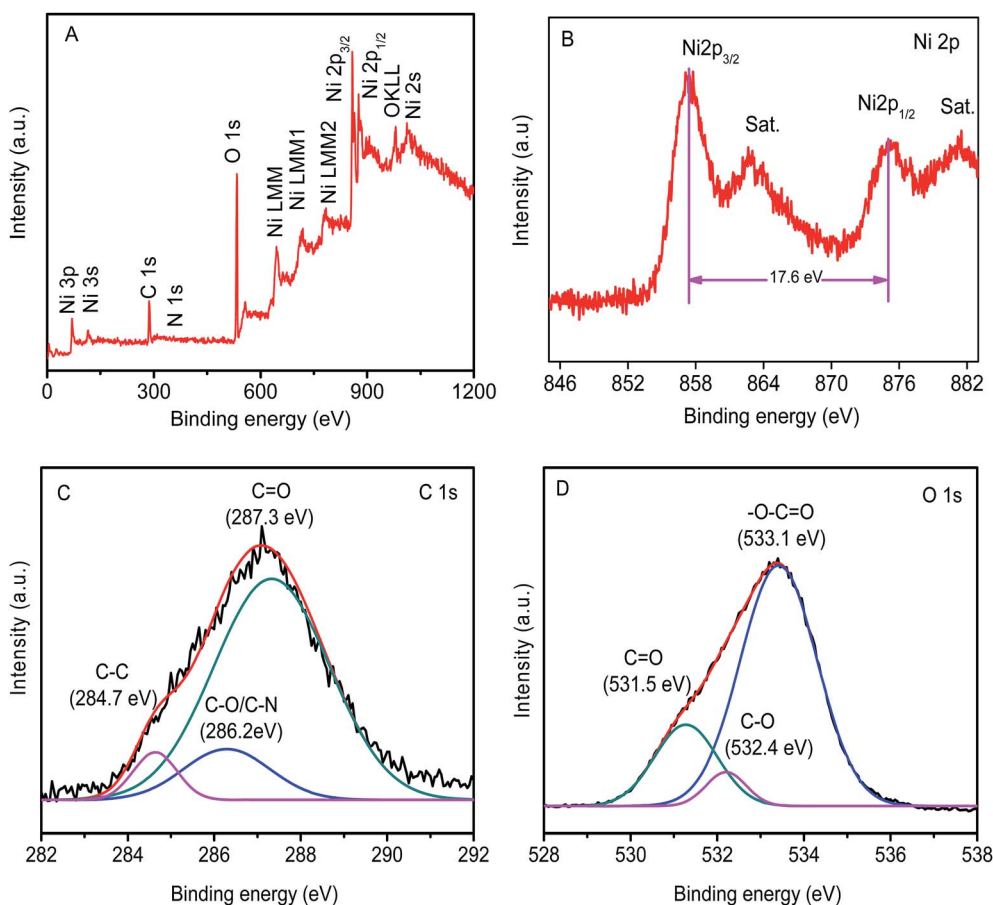 A
Intensity (a.u.)
Ni 3p
Ni 3s
C 1s
N 1s
O 1s
Ni LMM
Ni LMM1
Ni LMM2
Ni 2p3/2
Ni 2p1/2
OKLL
Ni 2s
0 300 600 900 1200
Binding energy (eV)
B
Ni 2p
Intensity (a.u)
Ni2p3/2
Sat.
Ni2p1/2
Sat.
17.6 eV
846 852 858 864 870 876 882
Binding energy (eV)
C
C 1s
Intensity (a.u.)
C=O
(287.3 eV)
C-C
(284.7 eV)
C-O/C-N
(286.2eV)
282 284 286 288 290 292
Binding energy (eV)
D
O 1s
Intensity (a.u.)
-O-C=O
(533.1 eV)
C=O
(531.5 eV)
C-O
(532.4 eV)
528 530 532 534 536 538
Binding energy (eV)